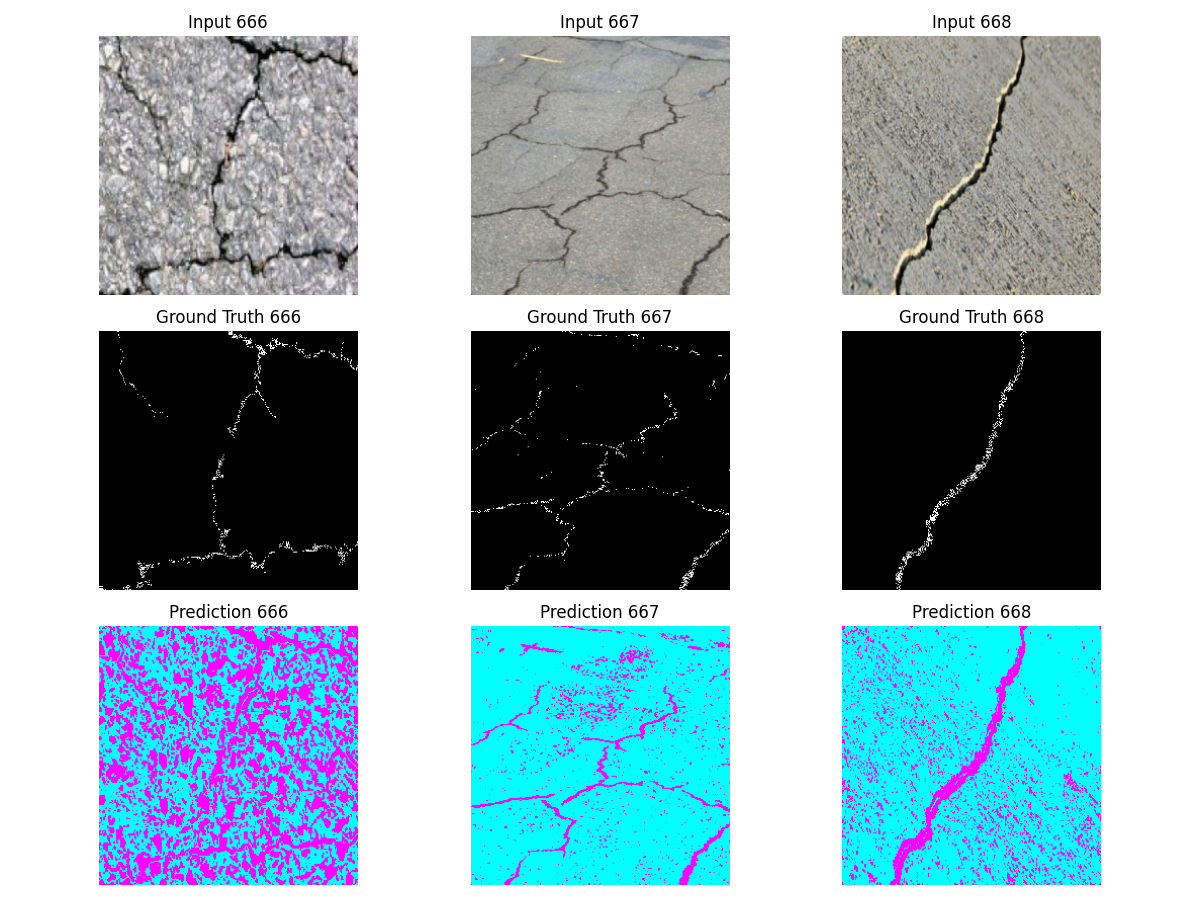 Input 666
Input 667
Input 668
Ground Truth 666
Ground Truth 667
Ground Truth 668
Prediction 666
Prediction 667
Prediction 668